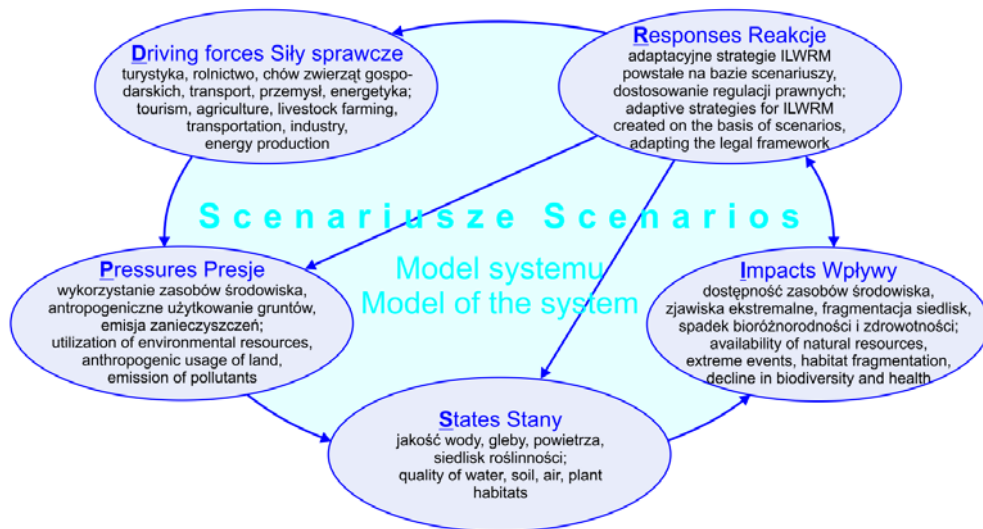 Driving forces Siły sprawcze
turystyka, rolnictwo, chów zwierząt gospo-
darskich, transport, przemysł, energetyka;
tourism, agriculture, livestock farming,
transportation, industry,
energy production
Responses Reakcje
adaptacyjne strategie ILWRM
powstałe na bazie scenariuszy,
dostosowanie regulacji prawnych;
adaptive strategies for ILWRM
created on the basis of scenarios,
adapting the legal framework
Scenariusze Scenarios
Model systemu
Model of the system
Pressures Presje
wykorzystanie zasobów środowiska,
antropogeniczne użytkowanie gruntów,
emisja zanieczyszczeń;
utilization of environmental resources,
anthropogenic usage of land,
emission of pollutants
Impacts Wpływy
dostępność zasobów środowiska,
zjawiska ekstremalne, fragmentacja siedlisk,
spadek bioróżnorodności i zdrowotności;
availability of natural resources,
extreme events, habitat fragmentation,
decline in biodiversity and health
States Stany
jakość wody, gleby, powietrza,
siedlisk roślinności;
quality of water, soil, air, plant
habitats